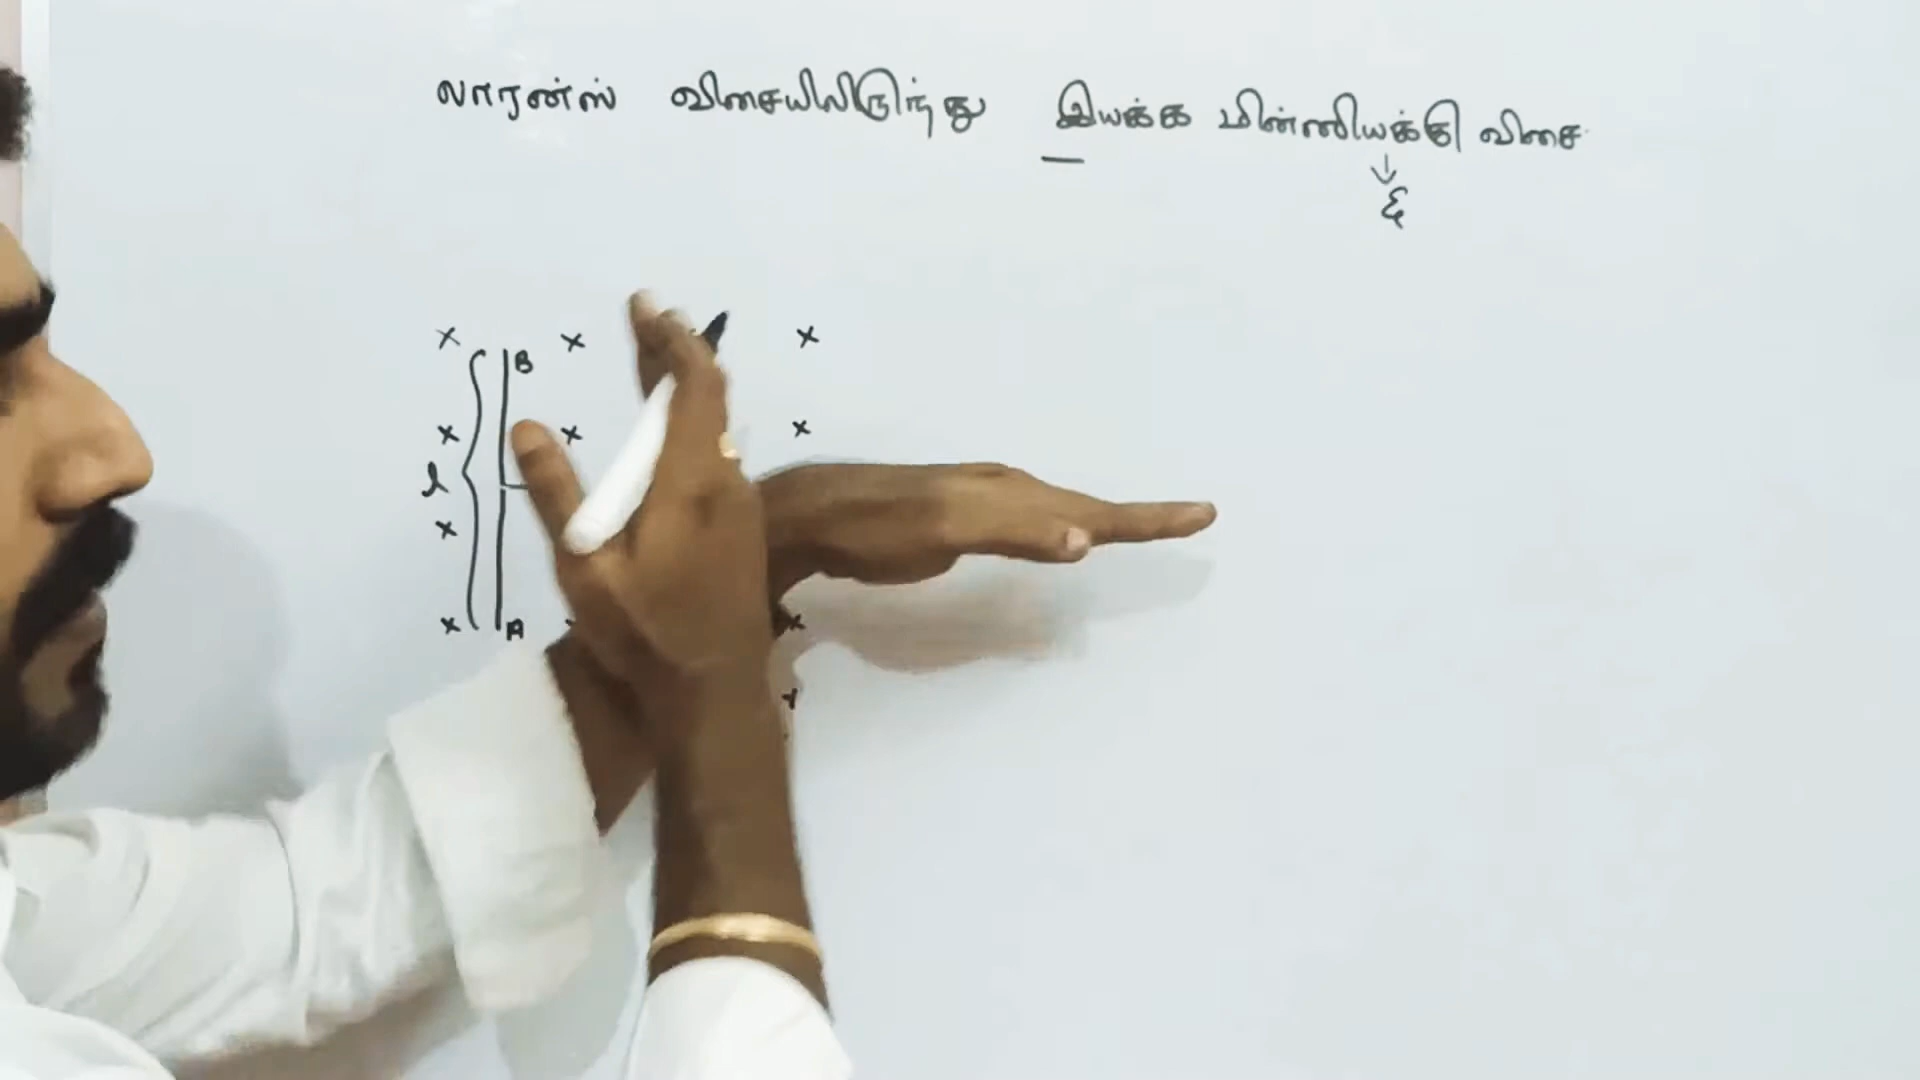 லாரன்ஸ் விசையிலிருந்து இயக்க மின்னியக்கி விசை
ξ
× × ×
B
× × ×
l
×
× A ×
×